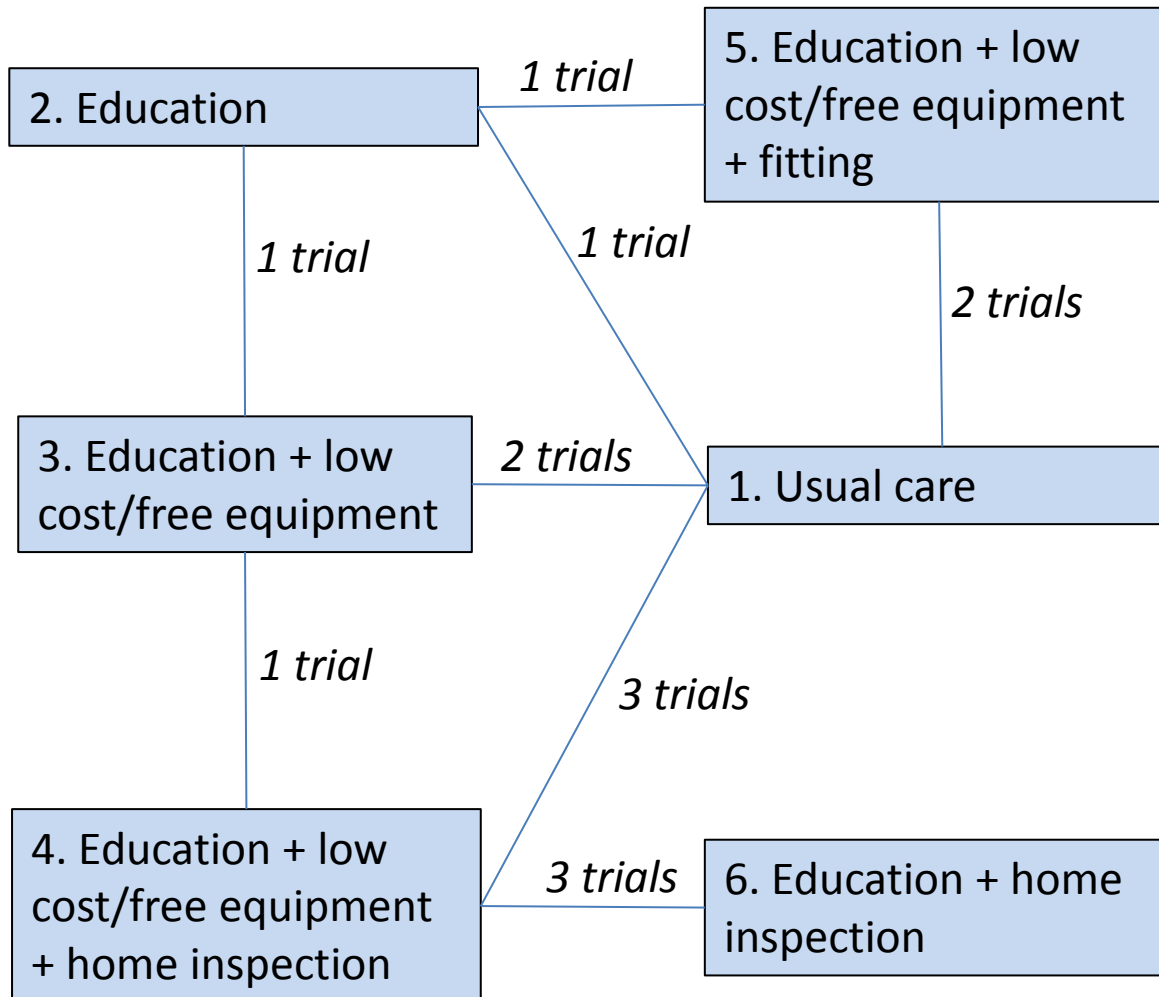 2. Education
1 trial
5. Education + low
cost/free equipment
+ fitting
1 trial
1 trial
2 trials
3. Education + low
cost/free equipment
2 trials
1. Usual care
1 trial
3 trials
4. Education + low
cost/free equipment
+ home inspection
3 trials
6. Education + home
inspection